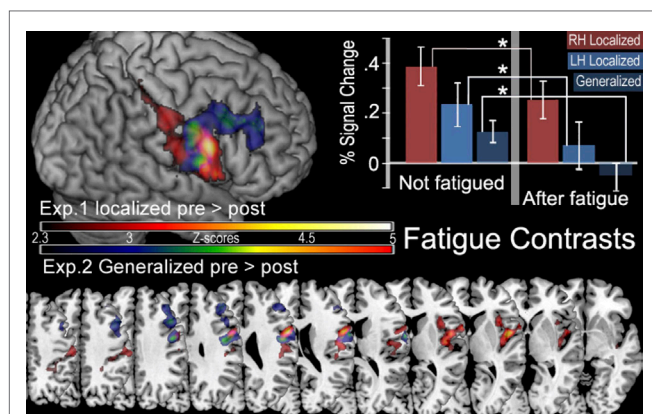 RH Localized
LH Localized
Generalized
% Signal Change
.4
.2
0
*
*
*
Not fatigued
After fatigue
Exp.1 localized pre > post
2.3 3 Z-scores 4.5 5
Exp.2 Generalized pre > post
Fatigue Contrasts